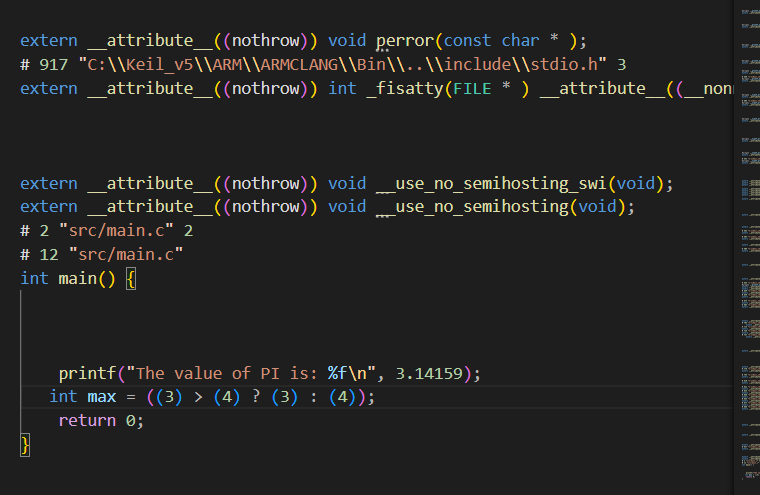 extern __attribute__((nothrow)) void perror(const char * );
# 917 "C:\\Keil_v5\\ARM\\ARMCLANG\\Bin\\..\\include\\stdio.h" 3
extern __attribute__((nothrow)) int _fisatty(FILE * ) __attribute__((__non
extern __attribute__((nothrow)) void __use_no_semihosting_swi(void);
extern __attribute__((nothrow)) void __use_no_semihosting(void);
# 2 "src/main.c" 2
# 12 "src/main.c"
int main() {
printf("The value of PI is: %f\n", 3.14159);
int max = ((3) > (4) ? (3) : (4));
return 0;
}